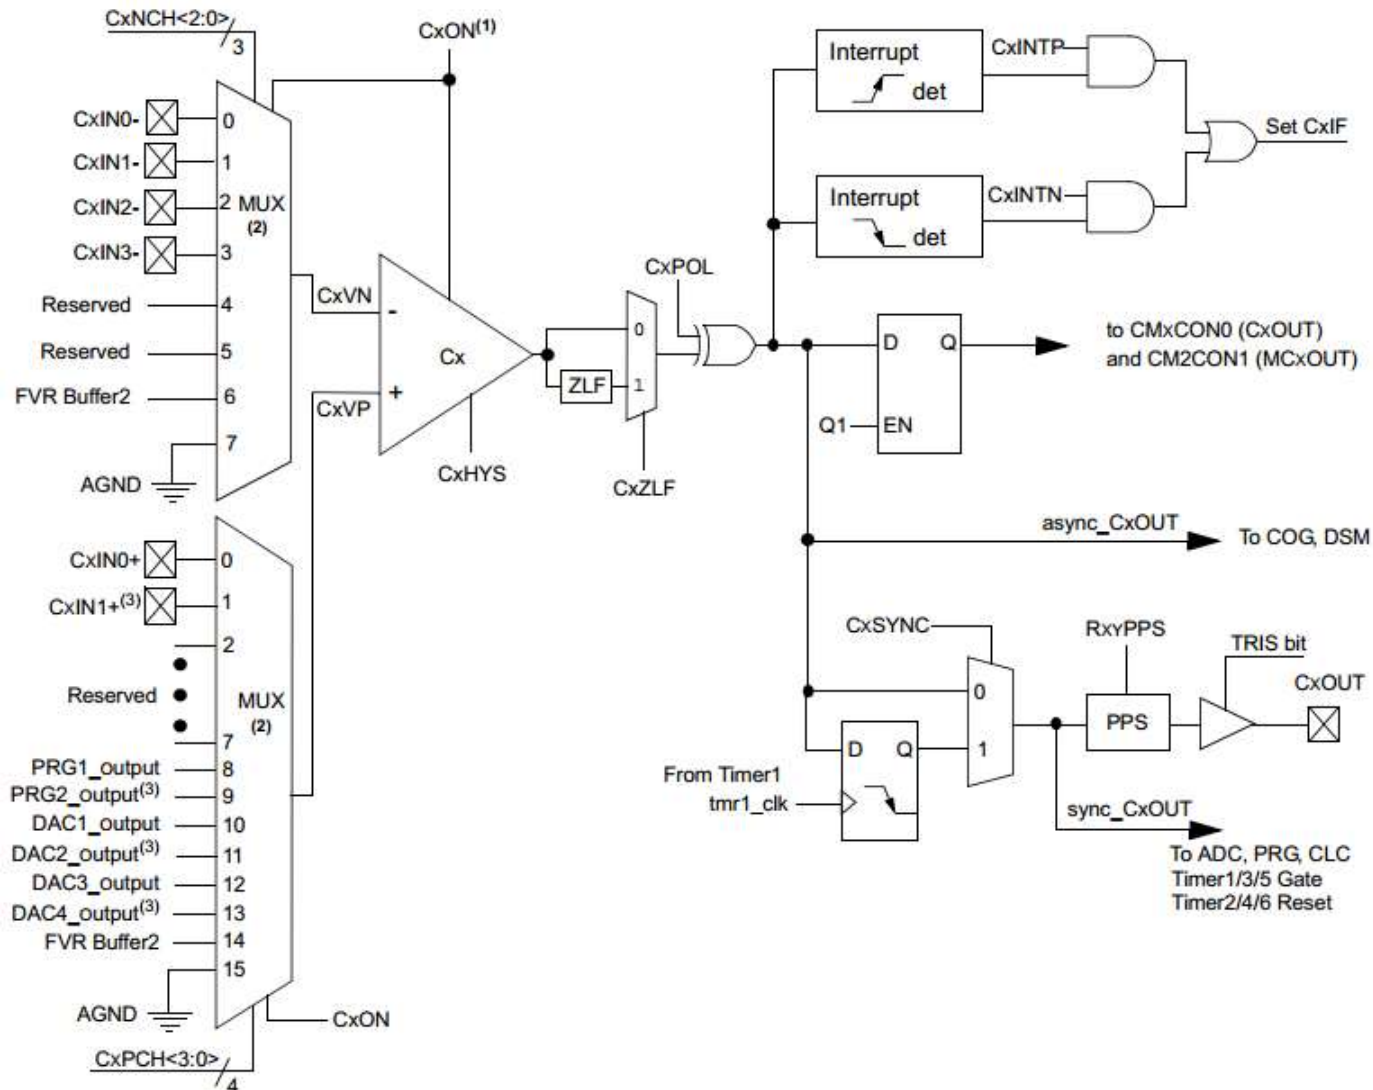 CxNCH<2:0>
3
CxON(1)
CxIN0-
0
CxIN1-
1
CxIN2-
2
MUX
(2)
CxIN3-
3
Reserved
4
Reserved
5
FVR Buffer2
6
7
AGND
CxVN
-
Cx
CxVP
+
CxHYS
ZLF
0
1
CxZLF
CxPOL
Interrupt
det
CxINTP
Interrupt
det
CxINTN
Set CxIF
D
Q
Q1
EN
to CMxCON0 (CxOUT)
and CM2CON1 (MCxOUT)
async_CxOUT
To COG, DSM
CxIN0+
0
CxIN1+(3)
1
2
Reserved
MUX
(2)
7
PRG1_output
8
PRG2_output(3)
9
DAC1_output
10
DAC2_output(3)
11
DAC3_output
12
DAC4_output(3)
13
FVR Buffer2
14
15
AGND
CxON
CxPCH<3:0>
4
CxSYNC
0
1
D
Q
From Timer1
tmr1_clk
RxyPPS
PPS
TRIS bit
CxOUT
sync_CxOUT
To ADC, PRG, CLC
Timer1/3/5 Gate
Timer2/4/6 Reset